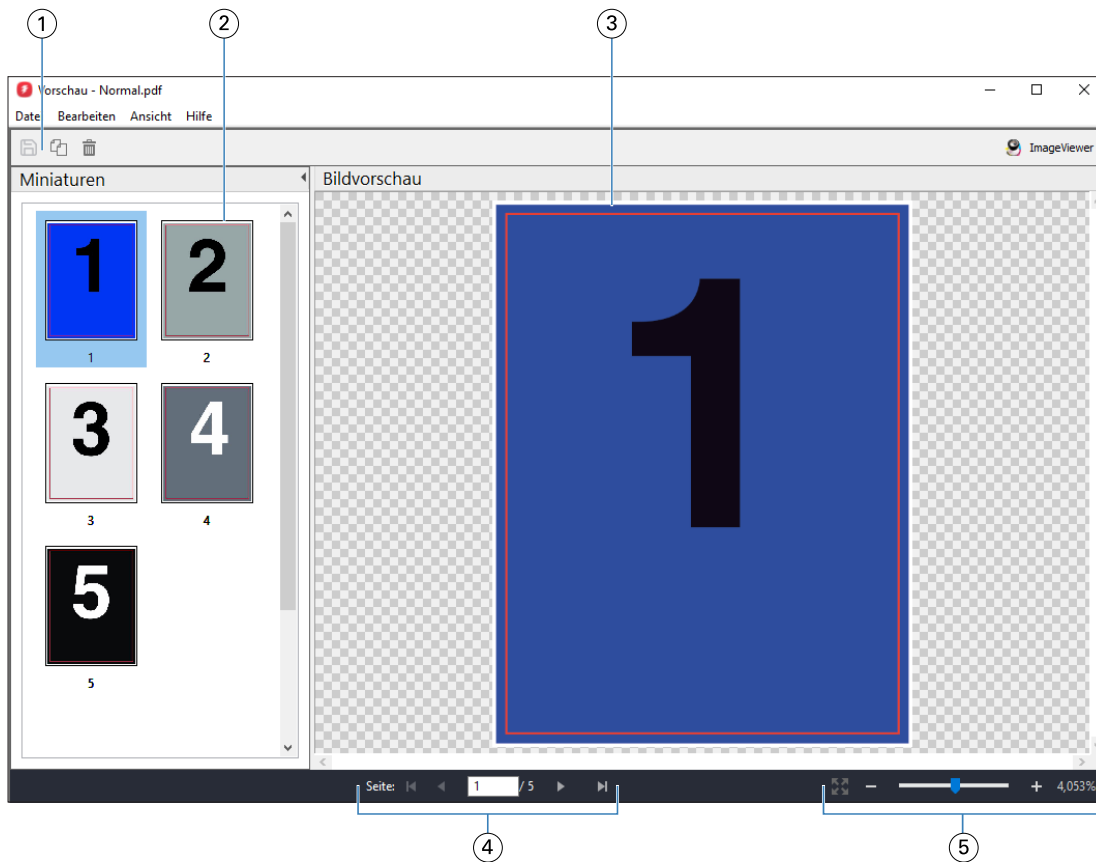 1 2 3
Vorschau - Normal.pdf
Datei Bearbeiten Ansicht Hilfe
ImageViewer
Miniaturen
Bildvorschau
1 2
1 2
3 4
3 4
5
5
1
Seite: 1 / 5 4,053%
4 5